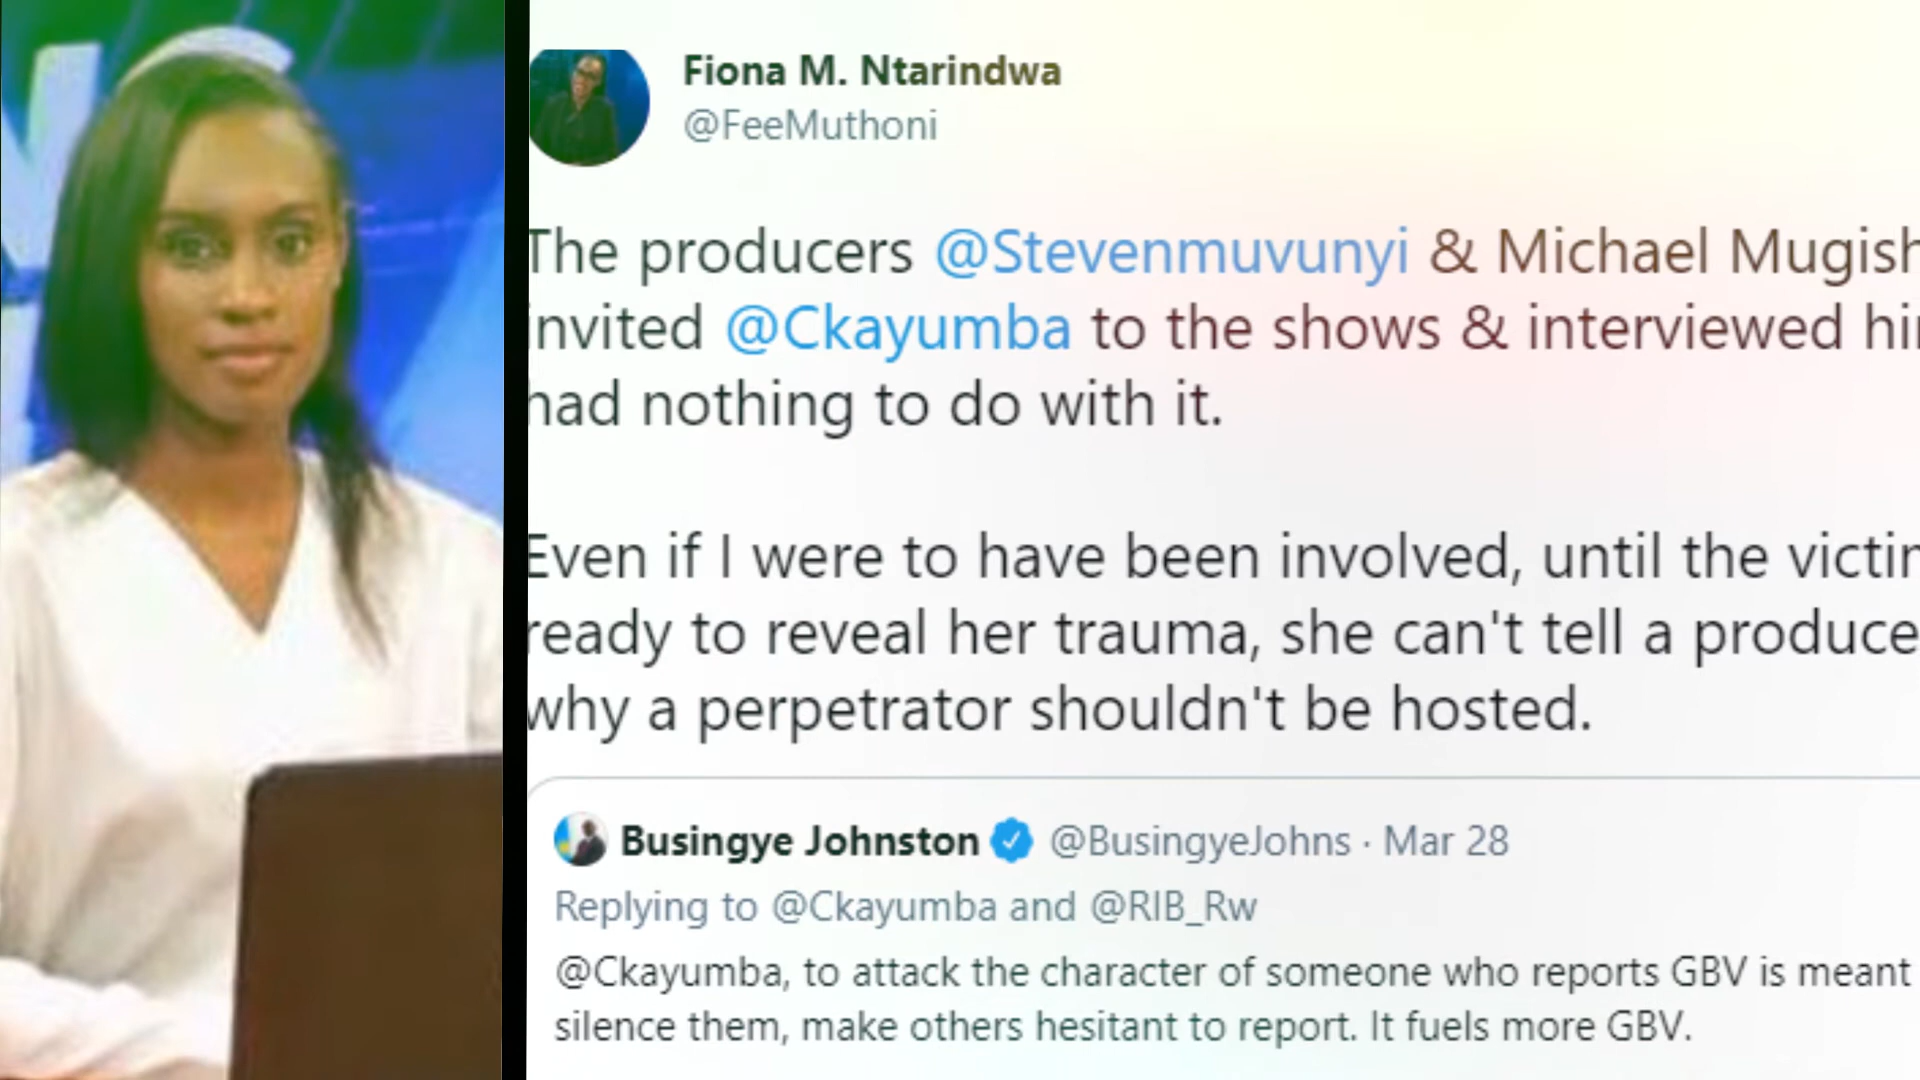 Fiona M. Ntarindwa
@FeeMuthoni
The producers @Stevenmuvunyi & Michael Mugish
invited @Ckayumba to the shows & interviewed hi
had nothing to do with it.
Even if I were to have been involved, until the victi
ready to reveal her trauma, she can't tell a produce
why a perpetrator shouldn't be hosted.
Busingye Johnston @BusingyeJohns · Mar 28
Replying to @Ckayumba and @RIB_Rw
@Ckayumba, to attack the character of someone who reports GBV is meant
silence them, make others hesitant to report. It fuels more GBV.